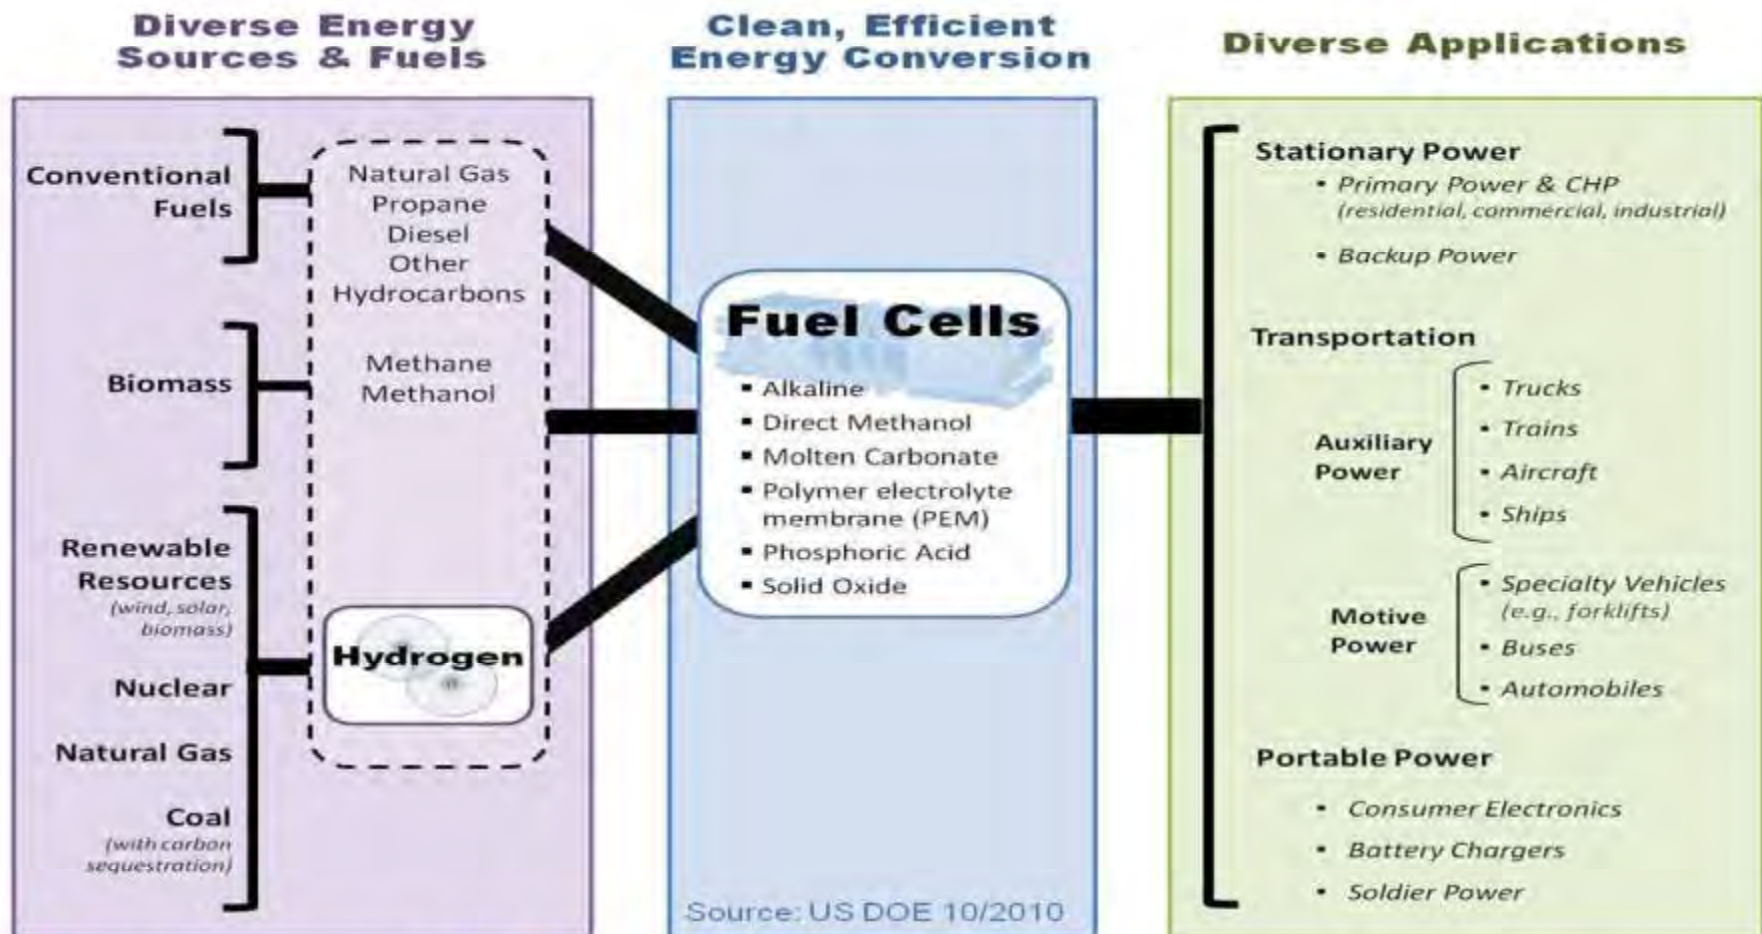 Diverse Energy
Sources & Fuels
Clean, Efficient
Energy Conversion
Diverse Applications
Conventional
Fuels
Biomass
Renewable
Resources
(wind, solar,
biomass)
Nuclear
Natural Gas
Coal
(with carbon
sequestration)
Natural Gas
Propane
Diesel
Other
Hydrocarbons
Methane
Methanol
Hydrogen
Fuel Cells
▪ Alkaline
▪ Direct Methanol
▪ Molten Carbonate
▪ Polymer electrolyte
membrane (PEM)
▪ Phosphoric Acid
▪ Solid Oxide
Source: US DOE 10/2010
Stationary Power
• Primary Power & CHP
(residential, commercial, industrial)
• Backup Power
Transportation
Auxiliary
Power
• Trucks
• Trains
• Aircraft
• Ships
Motive
Power
• Specialty Vehicles
(e.g., forklifts)
• Buses
• Automobiles
Portable Power
• Consumer Electronics
• Battery Chargers
• Soldier Power